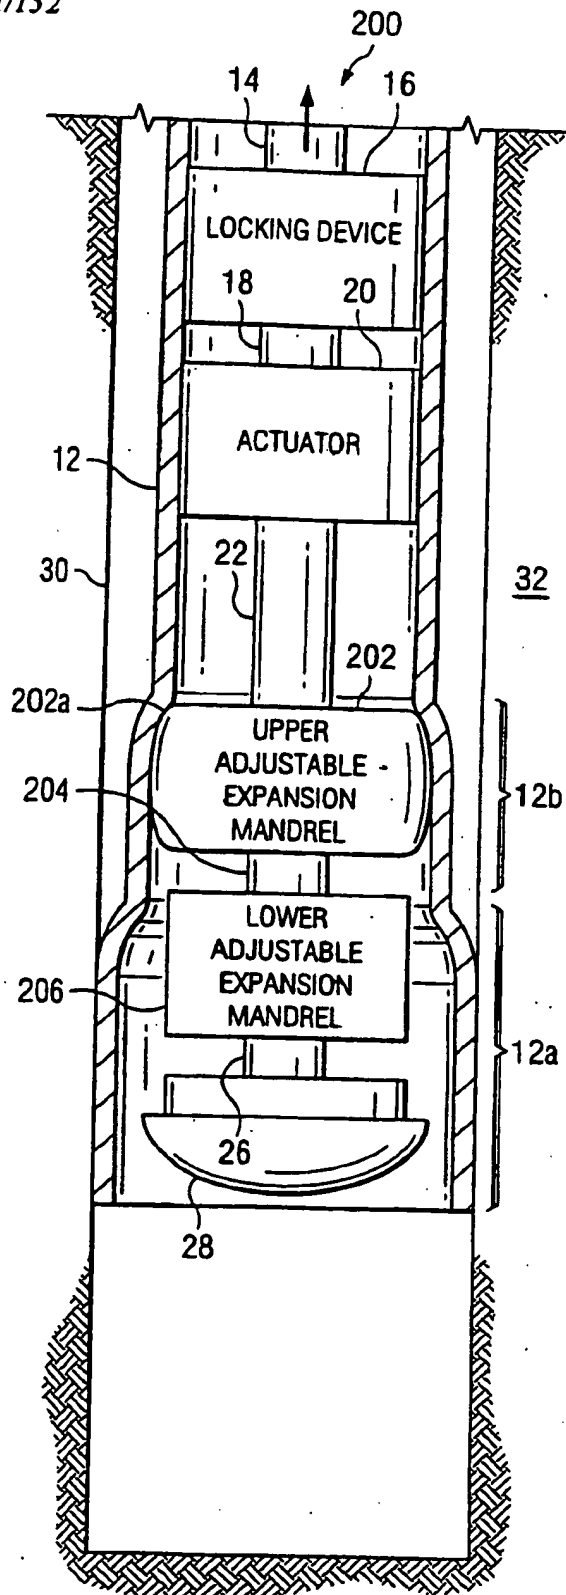 200
14
16
LOCKING DEVICE
18
20
ACTUATOR
12
22
30
32
202
202a
UPPER
ADJUSTABLE
EXPANSION
MANDREL
204
12b
LOWER
ADJUSTABLE
EXPANSION
MANDREL
206
12a
26
28